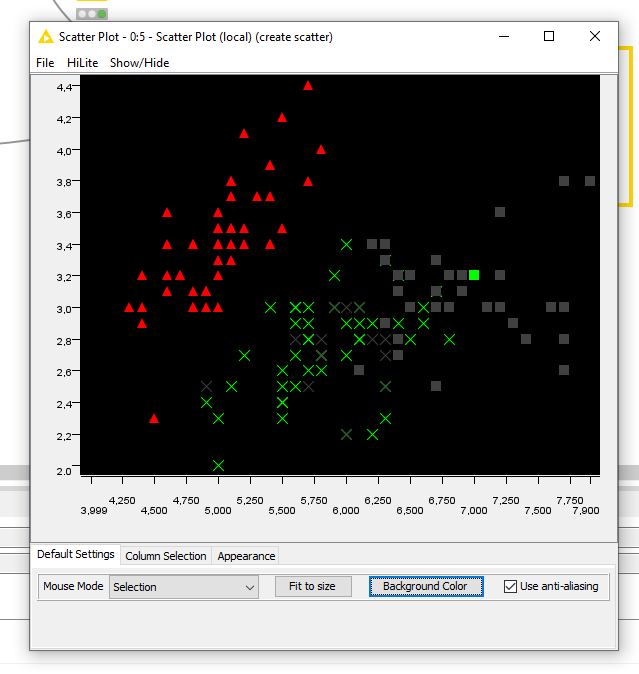 Scatter Plot - 0:5 - Scatter Plot (local) (create scatter)
File HiLite Show/Hide
4,4
4,2
4,0
3,8
3,6
3,4
3,2
3,0
2,8
2,6
2,4
2,2
2,0
4,250 4,750 5,250 5,750 6,250 6,750 7,250 7,750
3,999 4,500 5,000 5,500 6,000 6,500 7,000 7,500 7,900
Default Settings Column Selection Appearance
Mouse Mode Selection Fit to size Background Color Use anti-aliasing